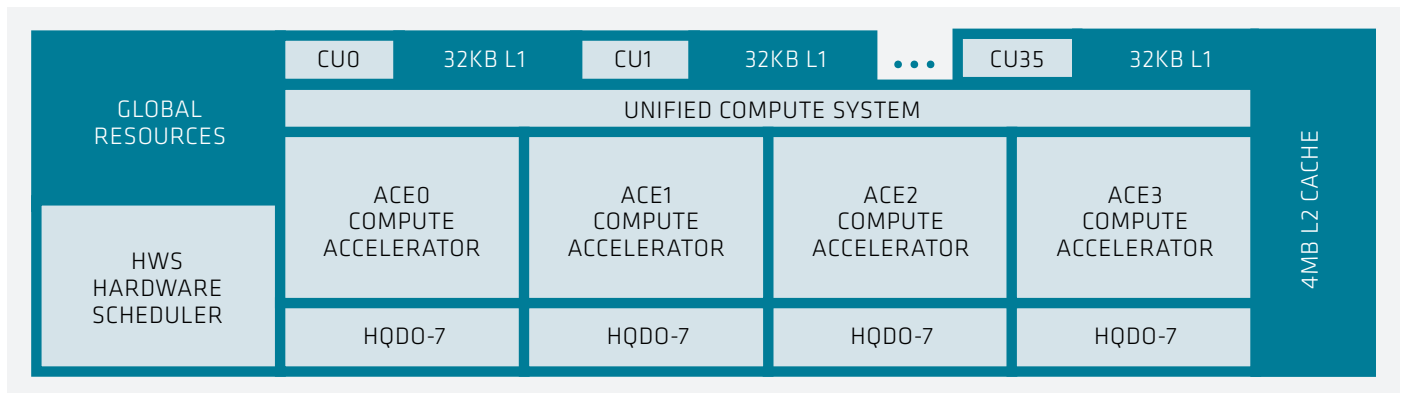 CU0
32KB L1
CU1
32KB L1
...
CU35
32KB L1
GLOBAL
RESOURCES
UNIFIED COMPUTE SYSTEM
ACE0
COMPUTE
ACCELERATOR
ACE1
COMPUTE
ACCELERATOR
ACE2
COMPUTE
ACCELERATOR
ACE3
COMPUTE
ACCELERATOR
4MB L2 CACHE
HWS
HARDWARE
SCHEDULER
HQD0-7
HQD0-7
HQD0-7
HQD0-7